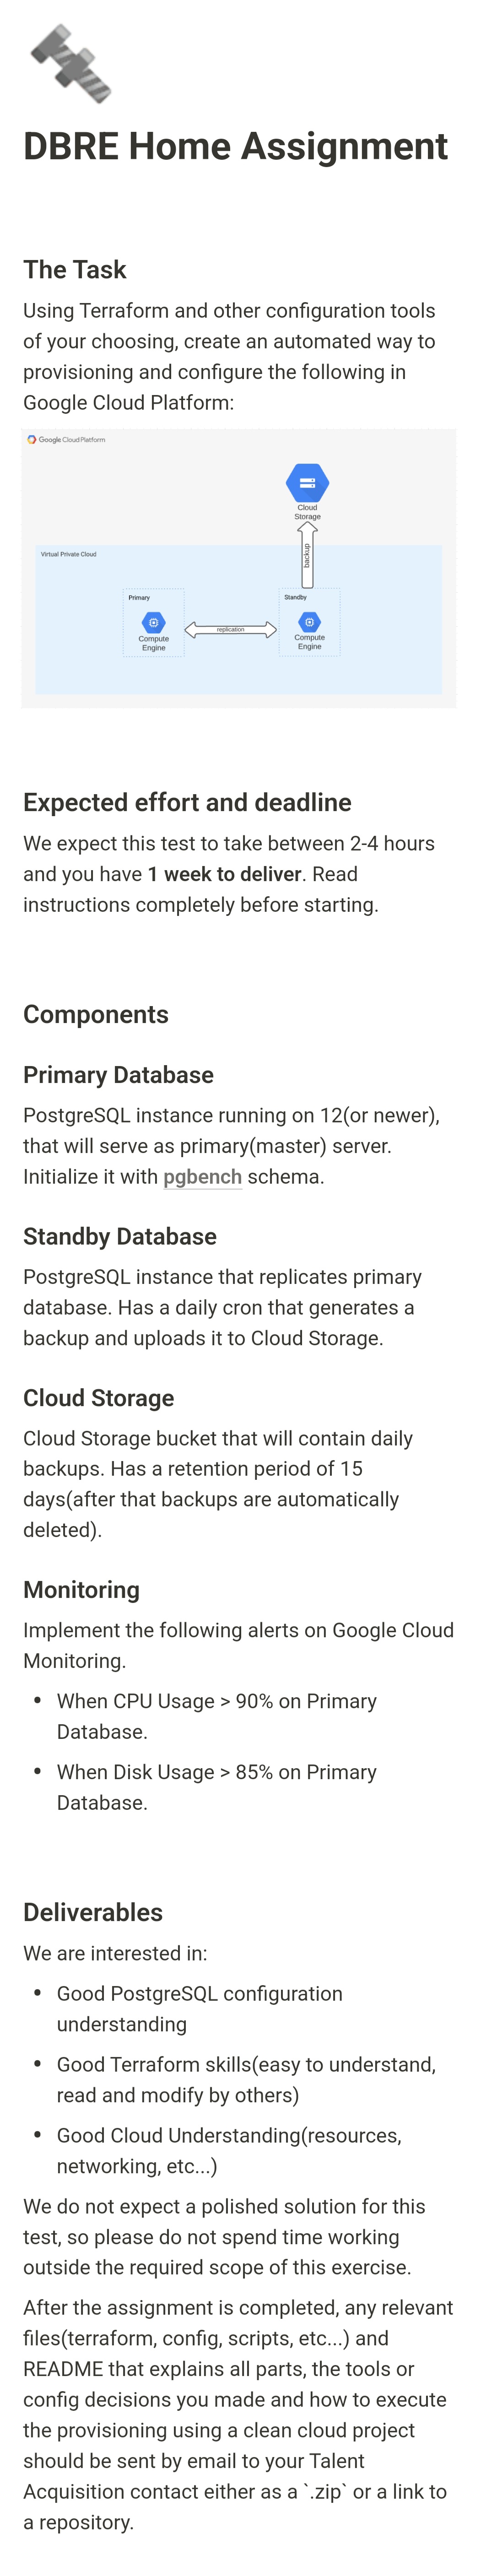 DBRE Home Assignment
The Task
Using Terraform and other configuration tools
of your choosing, create an automated way to
provisioning and configure the following in
Google Cloud Platform:
Google Cloud Platform
Cloud
Storage
Virtual Private Cloud
backup
Primary
Standby
Compute
Engine
replication
Compute
Engine
Expected effort and deadline
We expect this test to take between 2-4 hours
and you have 1 week to deliver. Read
instructions completely before starting.
Components
Primary Database
PostgreSQL instance running on 12(or newer),
that will serve as primary(master) server.
Initialize it with pgbench schema.
Standby Database
PostgreSQL instance that replicates primary
database. Has a daily cron that generates a
backup and uploads it to Cloud Storage.
Cloud Storage
Cloud Storage bucket that will contain daily
backups. Has a retention period of 15
days(after that backups are automatically
deleted).
Monitoring
Implement the following alerts on Google Cloud
Monitoring.
• When CPU Usage > 90% on Primary
Database.
• When Disk Usage > 85% on Primary
Database.
Deliverables
We are interested in:
• Good PostgreSQL configuration
understanding
• Good Terraform skills(easy to understand,
read and modify by others)
• Good Cloud Understanding(resources,
networking, etc...)
We do not expect a polished solution for this
test, so please do not spend time working
outside the required scope of this exercise.
After the assignment is completed, any relevant
files(terraform, config, scripts, etc...) and
README that explains all parts, the tools or
config decisions you made and how to execute
the provisioning using a clean cloud project
should be sent by email to your Talent
Acquisition contact either as a `.zip` or a link to
a repository.